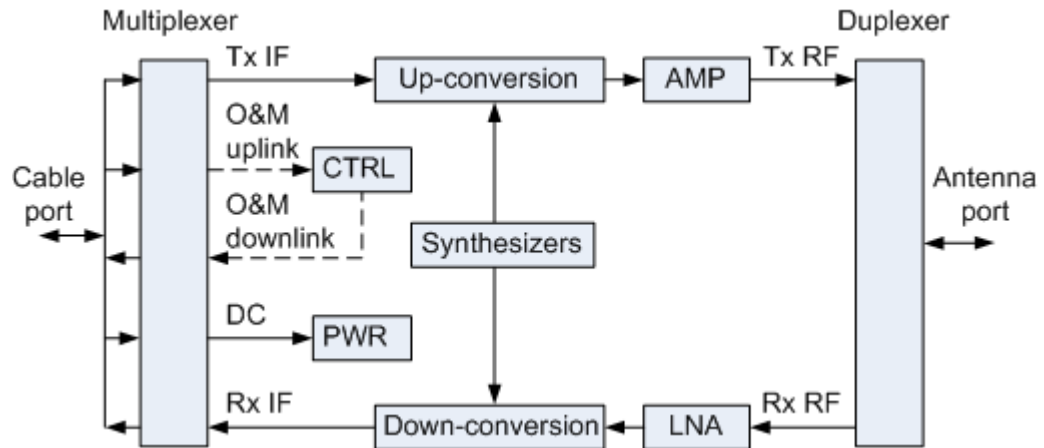 Multiplexer
Duplexer
Tx IF
Up-conversion
AMP
Tx RF
O&M
uplink
CTRL
Cable
port
O&M
downlink
Synthesizers
Antenna
port
DC
PWR
Rx IF
Down-conversion
LNA
Rx RF